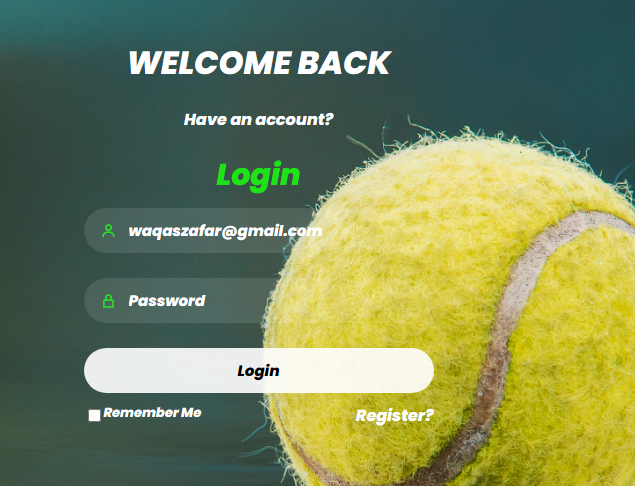 WELCOME BACK
Have an account?
Login
waqaszafar@gmail.com
Password
Login
Remember Me
Register?